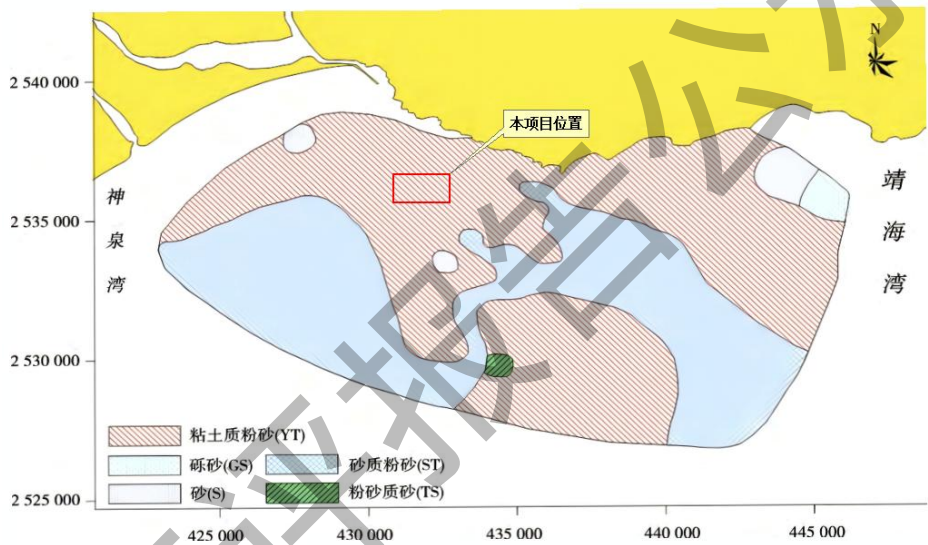 N
2 540 000
本项目位置
神泉湾
靖海湾
2 535 000
2 530 000
粘土质粉砂(YT)
砾砂(GS)
砂质粉砂(ST)
砂(S)
粉砂质砂(TS)
2 525 000
425 000
430 000
435 000
440 000
445 000